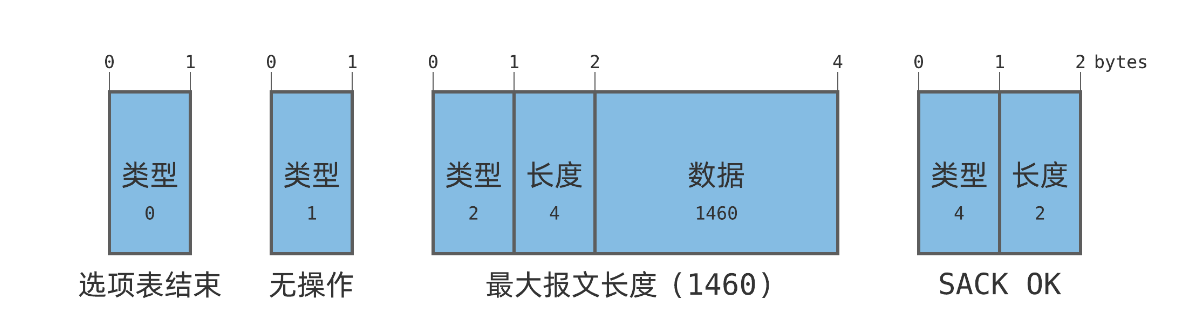 0 1 0 1 0 1 2 4 0 1 2 bytes
类型 类型 类型 长度 数据 类型 长度
0 1 2 4 1460 4 2
选项表结束 无操作 最大报文长度 (1460) SACK OK